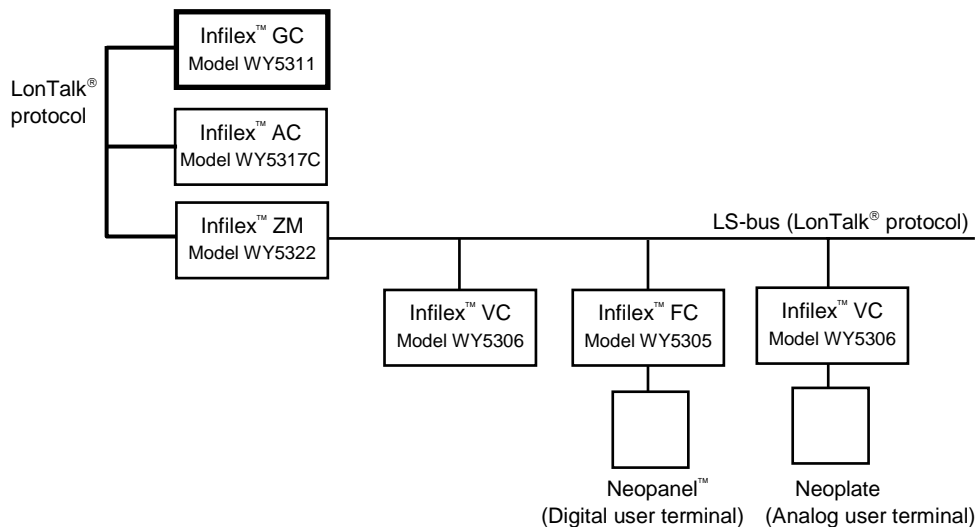 Infilex™ GC
Model WY5311
LonTalk®
protocol
Infilex™ AC
Model WY5317C
Infilex™ ZM
Model WY5322
LS-bus (LonTalk® protocol)
Infilex™ VC
Model WY5306
Infilex™ FC
Model WY5305
Infilex™ VC
Model WY5306
Neopanel™
(Digital user terminal)
Neoplate
(Analog user terminal)